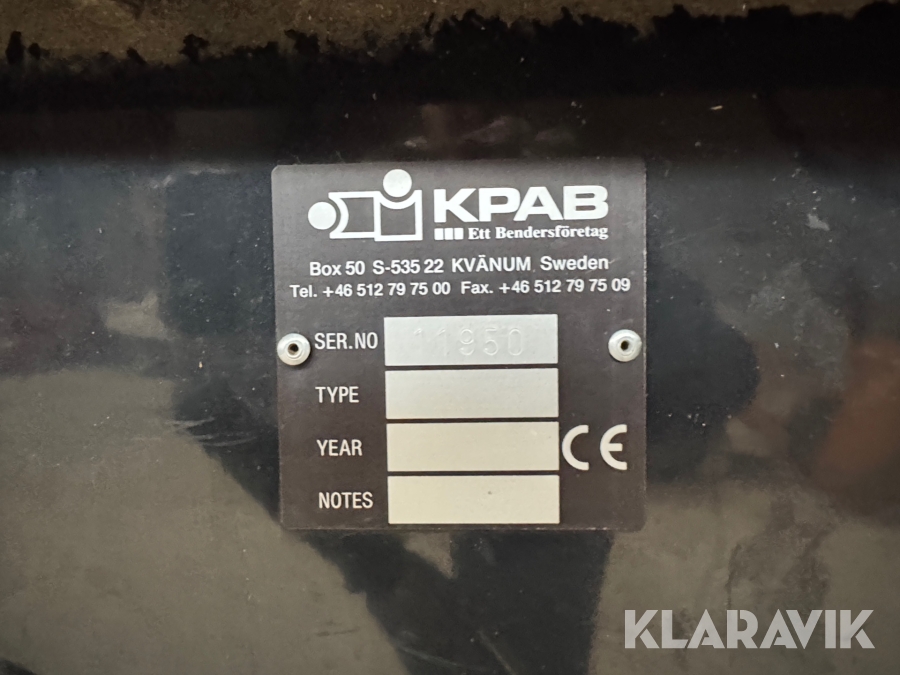 KPAB
Ett Bendersföretag
Box 50 S-535 22 KVÄNUM Sweden
Tel. +46 512 79 75 00 Fax. +46 512 79 75 09
SER.NO 11950
TYPE
YEAR
CE
NOTES
KLARAVIK